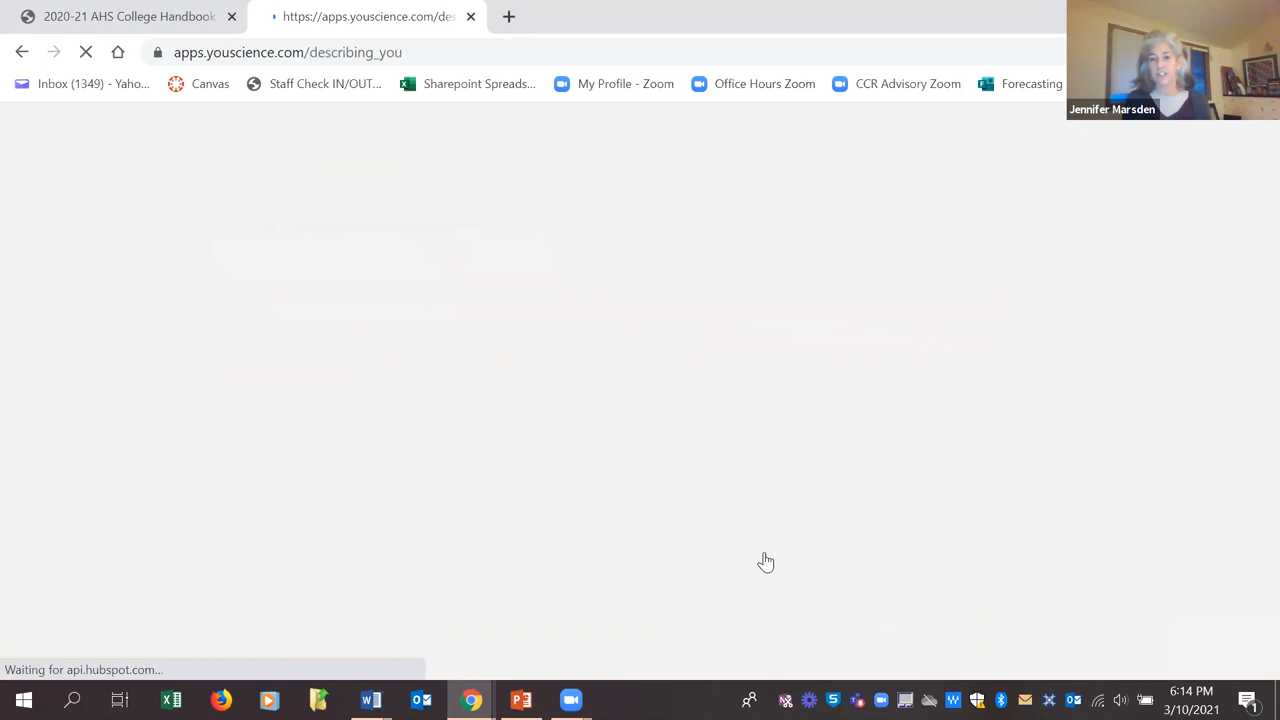 2020-21 AHS College Handbook
https://apps.youscience.com/des
apps.youscience.com/describing_you
Inbox (1349) - Yaho...
Canvas
Staff Check IN/OUT...
Sharepoint Spreads...
My Profile - Zoom
Office Hours Zoom
CCR Advisory Zoom
Forecasting
Jennifer Marsden
Waiting for api.hubspot.com...
6:14 PM
3/10/2021